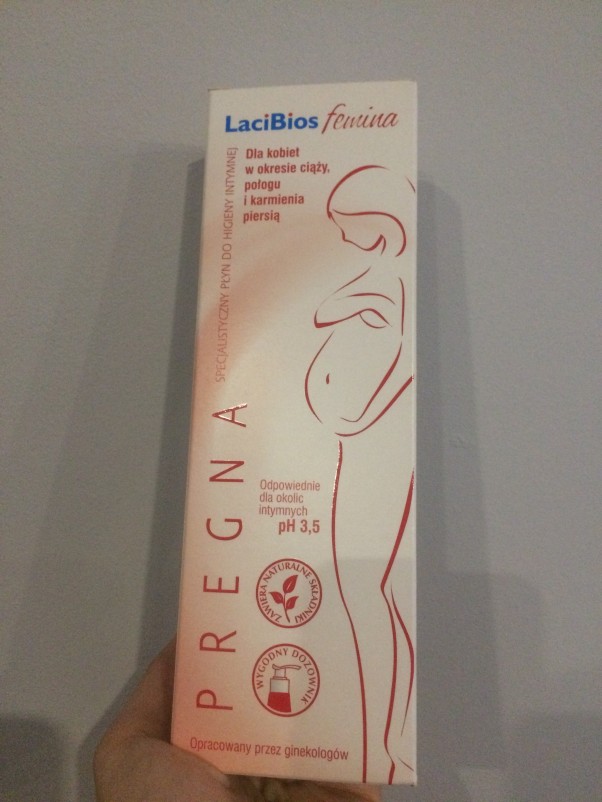 LaciBios femina
Dla kobiet
w okresie ciąży,
połogu
i karmienia
piersią
SPECJALISTYCZNY PŁYN DO HIGIENY INTYMNEJ
PREGNA
Odpowiednie
dla okolic
intymnych
pH 3,5
ZAWIERA NATURALNE SKŁADNIKI
WYGODNY DOZOWNIK
Opracowany przez ginekologów